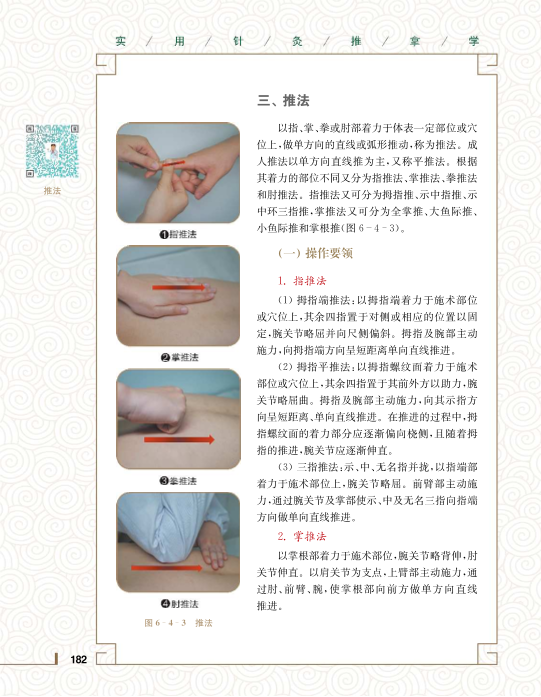 实 / 用 / 针 / 灸 / 推 / 拿 / 学
推法
❶指推法
❷掌推法
❸拳推法
❹肘推法
图 6-4-3 推法
三、推法
以指、掌、拳或肘部着力于体表一定部位或穴
位上,做单方向的直线或弧形推动,称为推法。成
人推法以单方向直线推为主,又称平推法。根据
其着力的部位不同又分为指推法、掌推法、拳推法
和肘推法。指推法又可分为拇指推、示中指推、示
中环三指推,掌推法又可分为全掌推、大鱼际推、
小鱼际推和掌根推(图 6-4-3)。
(一) 操作要领
1. 指推法
(1) 拇指端推法:以拇指端着力于施术部位
或穴位上,其余四指置于对侧或相应的位置以固
定,腕关节略屈并向尺侧偏斜。拇指及腕部主动
施力,向拇指端方向呈短距离单向直线推进。
(2) 拇指平推法:以拇指螺纹面着力于施术
部位或穴位上,其余四指置于其前外方以助力,腕
关节略屈曲。拇指及腕部主动施力,向其示指方
向呈短距离、单向直线推进。在推进的过程中,拇
指螺纹面的着力部分应逐渐偏向桡侧,且随着拇
指的推进,腕关节应逐渐伸直。
(3) 三指推法:示、中、无名指并拢,以指端部
着力于施术部位上,腕关节略屈。前臂部主动施
力,通过腕关节及掌部使示、中及无名三指向指端
方向做单向直线推进。
2. 掌推法
以掌根部着力于施术部位,腕关节略背伸,肘
关节伸直。以肩关节为支点,上臂部主动施力,通
过肘、前臂、腕,使掌根部向前方做单方向直线
推进。
182